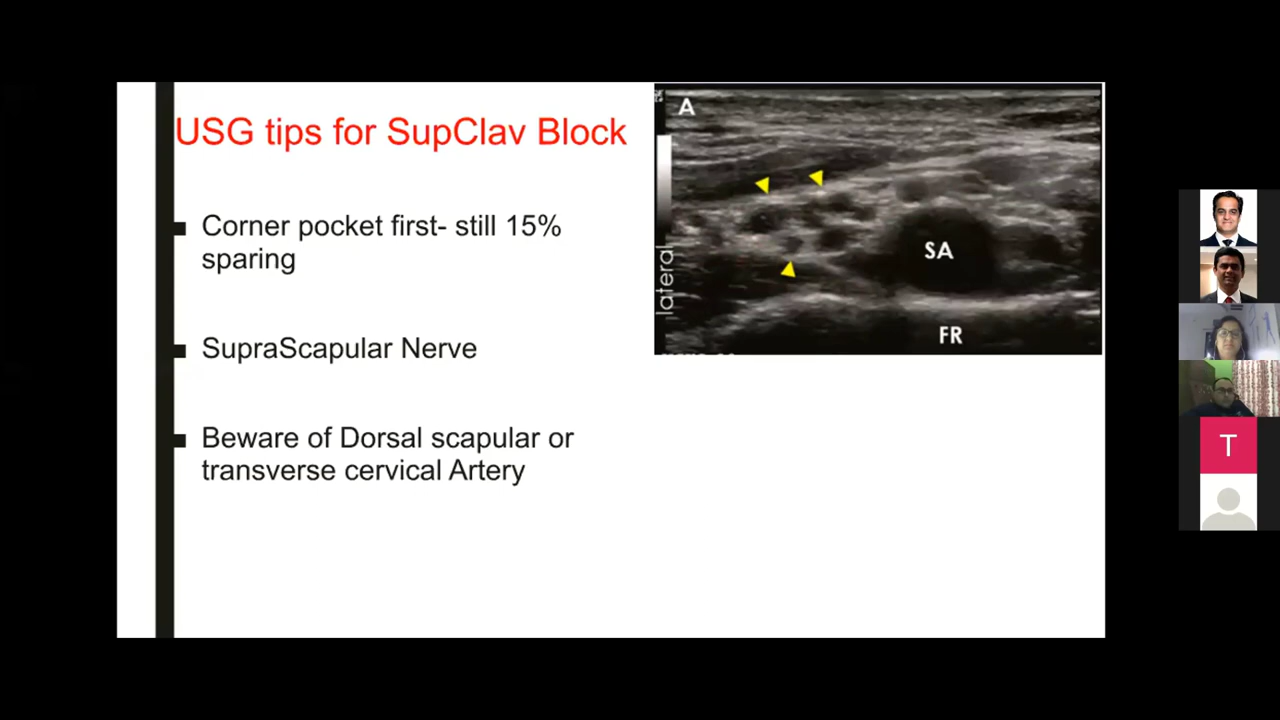 USG tips for SupClav Block
Corner pocket first- still 15%
sparing
SupraScapular Nerve
Beware of Dorsal scapular or
transverse cervical Artery
A
lateral
SA
FR
T